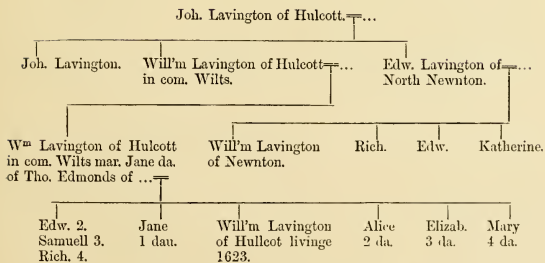 Joh. Lavington of Hulcott. ...
Joh. Lavington. Will'm Lavington of Hulcott ... Edw. Lavington of ...
in com. Wilts. North Newnton.
Wm Lavington of Hulcott Will'm Lavington Rich. Edw. Katherine.
in com. Wilts mar. Jane da. of Newnton.
of Tho. Edmonds of ...
Edw. 2. Jane Will'm Lavington Alice Elizab. Mary
Samuell 3. 1 dau. of Hullcot livinge 2 da. 3 da. 4 da.
Rich. 4. 1623.